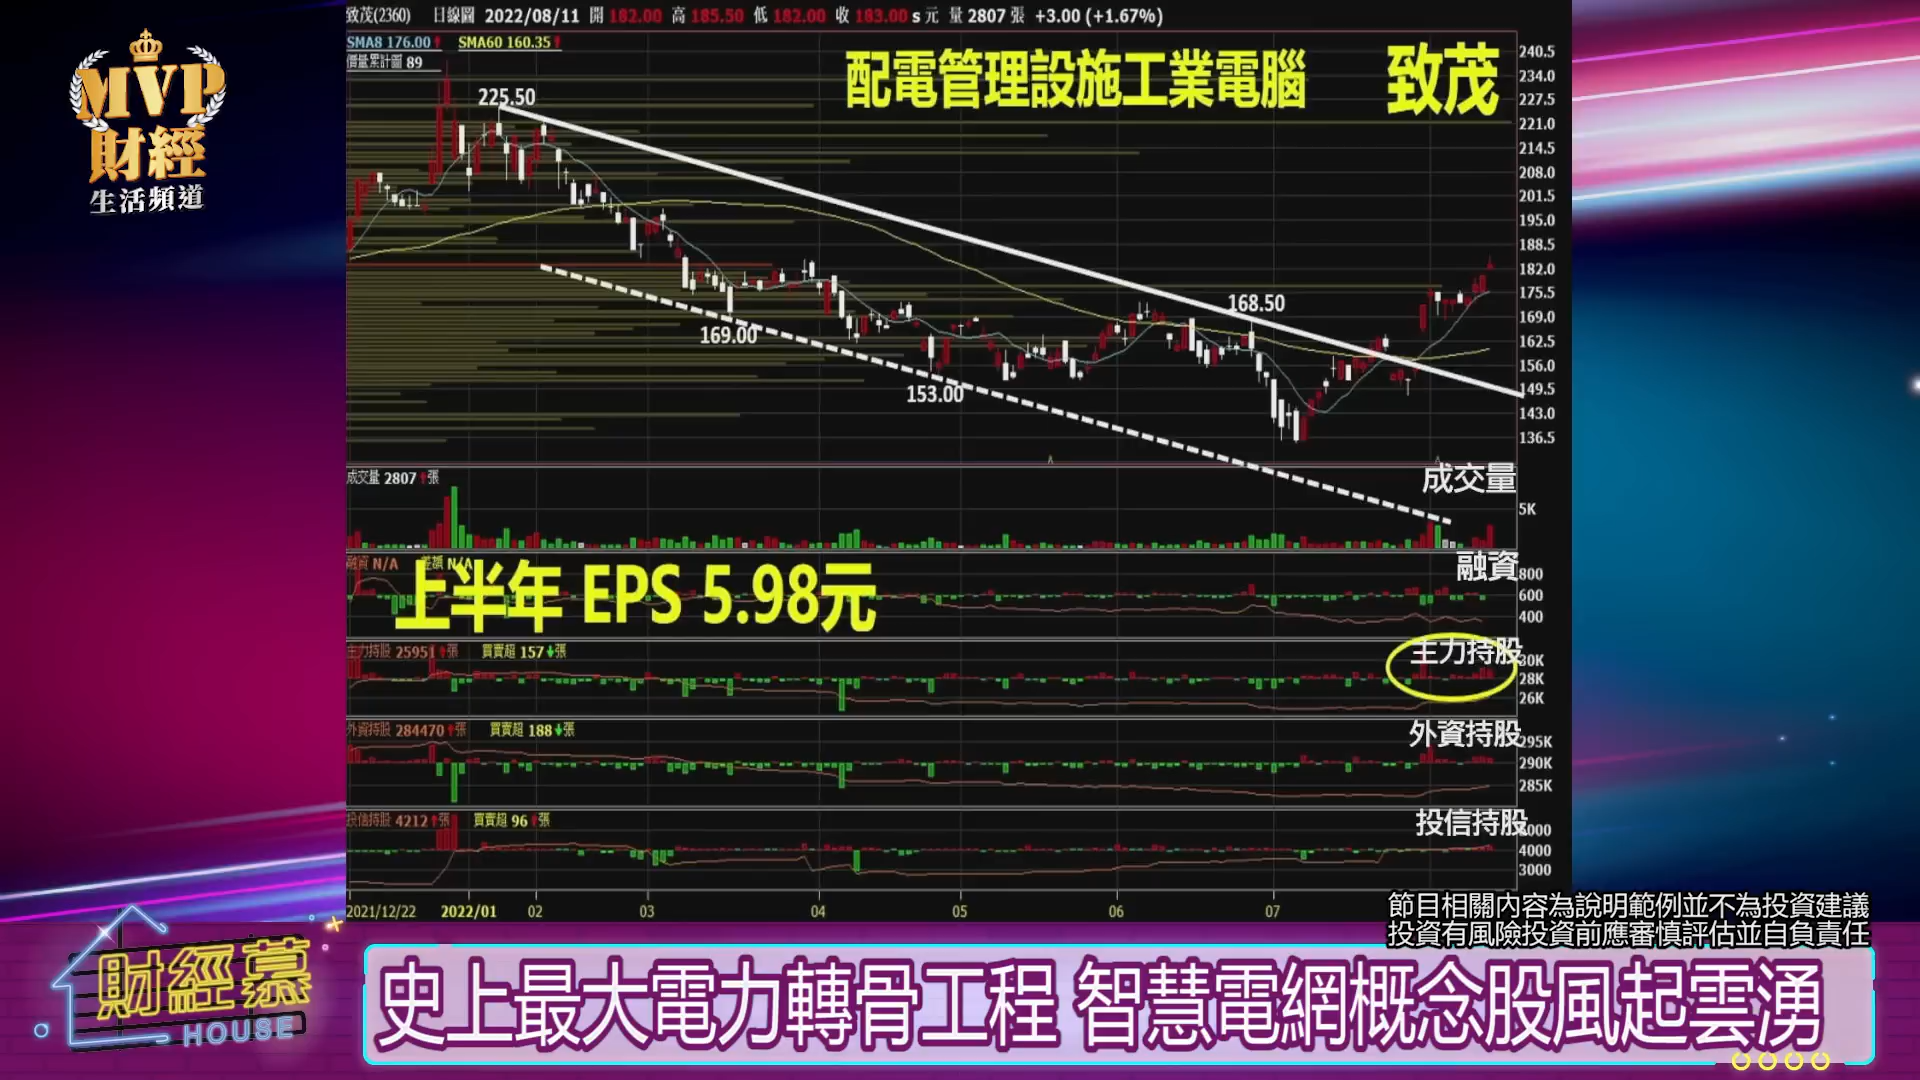 MVP
財經
生活頻道
致茂(2360) 日線圖 2022/08/11 開 182.00 高 185.50 低 182.00 收 183.00 s 元 量 2807 張 +3.00 (+1.67%)
SMA8 176.00 SMA60 160.35
價量累計圖 89
配電管理設施工業電腦 致茂
225.50
169.00
153.00
168.50
240.5
234.0
227.5
221.0
214.5
208.0
201.5
195.0
188.5
182.0
175.5
169.0
162.5
156.0
149.5
143.0
136.5
成交量 2807 張
成交量
5K
融資 N/A 差額 N/A
融資
800
600
400
上半年 EPS 5.98元
主力持股 25951 張 買賣超 157 張
主力持股
30K
28K
26K
外資持股 284470 張 買賣超 188 張
外資持股
295K
290K
285K
投信持股 4212 張 買賣超 96 張
投信持股
4000
3000
2021/12/22 2022/01 02 03 04 05 06 07
節目相關內容為說明範例並不為投資建議
投資有風險投資前應審慎評估並自負責任
財經慕
HOUSE
史上最大電力轉骨工程 智慧電網概念股風起雲湧